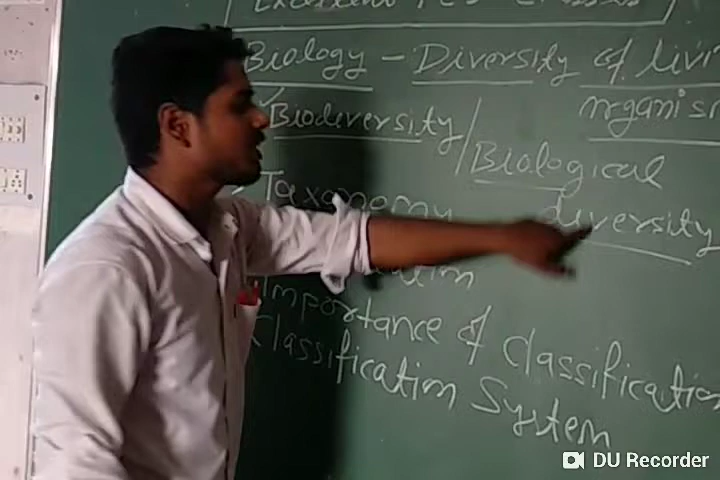 Biology - Diversity of livi
organism
Biodiversity / Biological
diversity
Taxonomy
Importance of classification
Classification System
DU Recorder